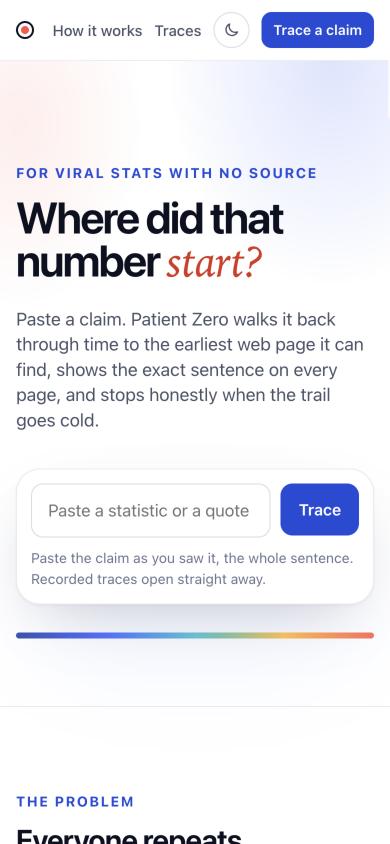 How it works Traces Trace a claim
FOR VIRAL STATS WITH NO SOURCE
Where did that
number start?
Paste a claim. Patient Zero walks it back
through time to the earliest web page it can
find, shows the exact sentence on every
page, and stops honestly when the trail
goes cold.
Paste a statistic or a quote Trace
Paste the claim as you saw it, the whole sentence.
Recorded traces open straight away.
THE PROBLEM
Everyone repeats